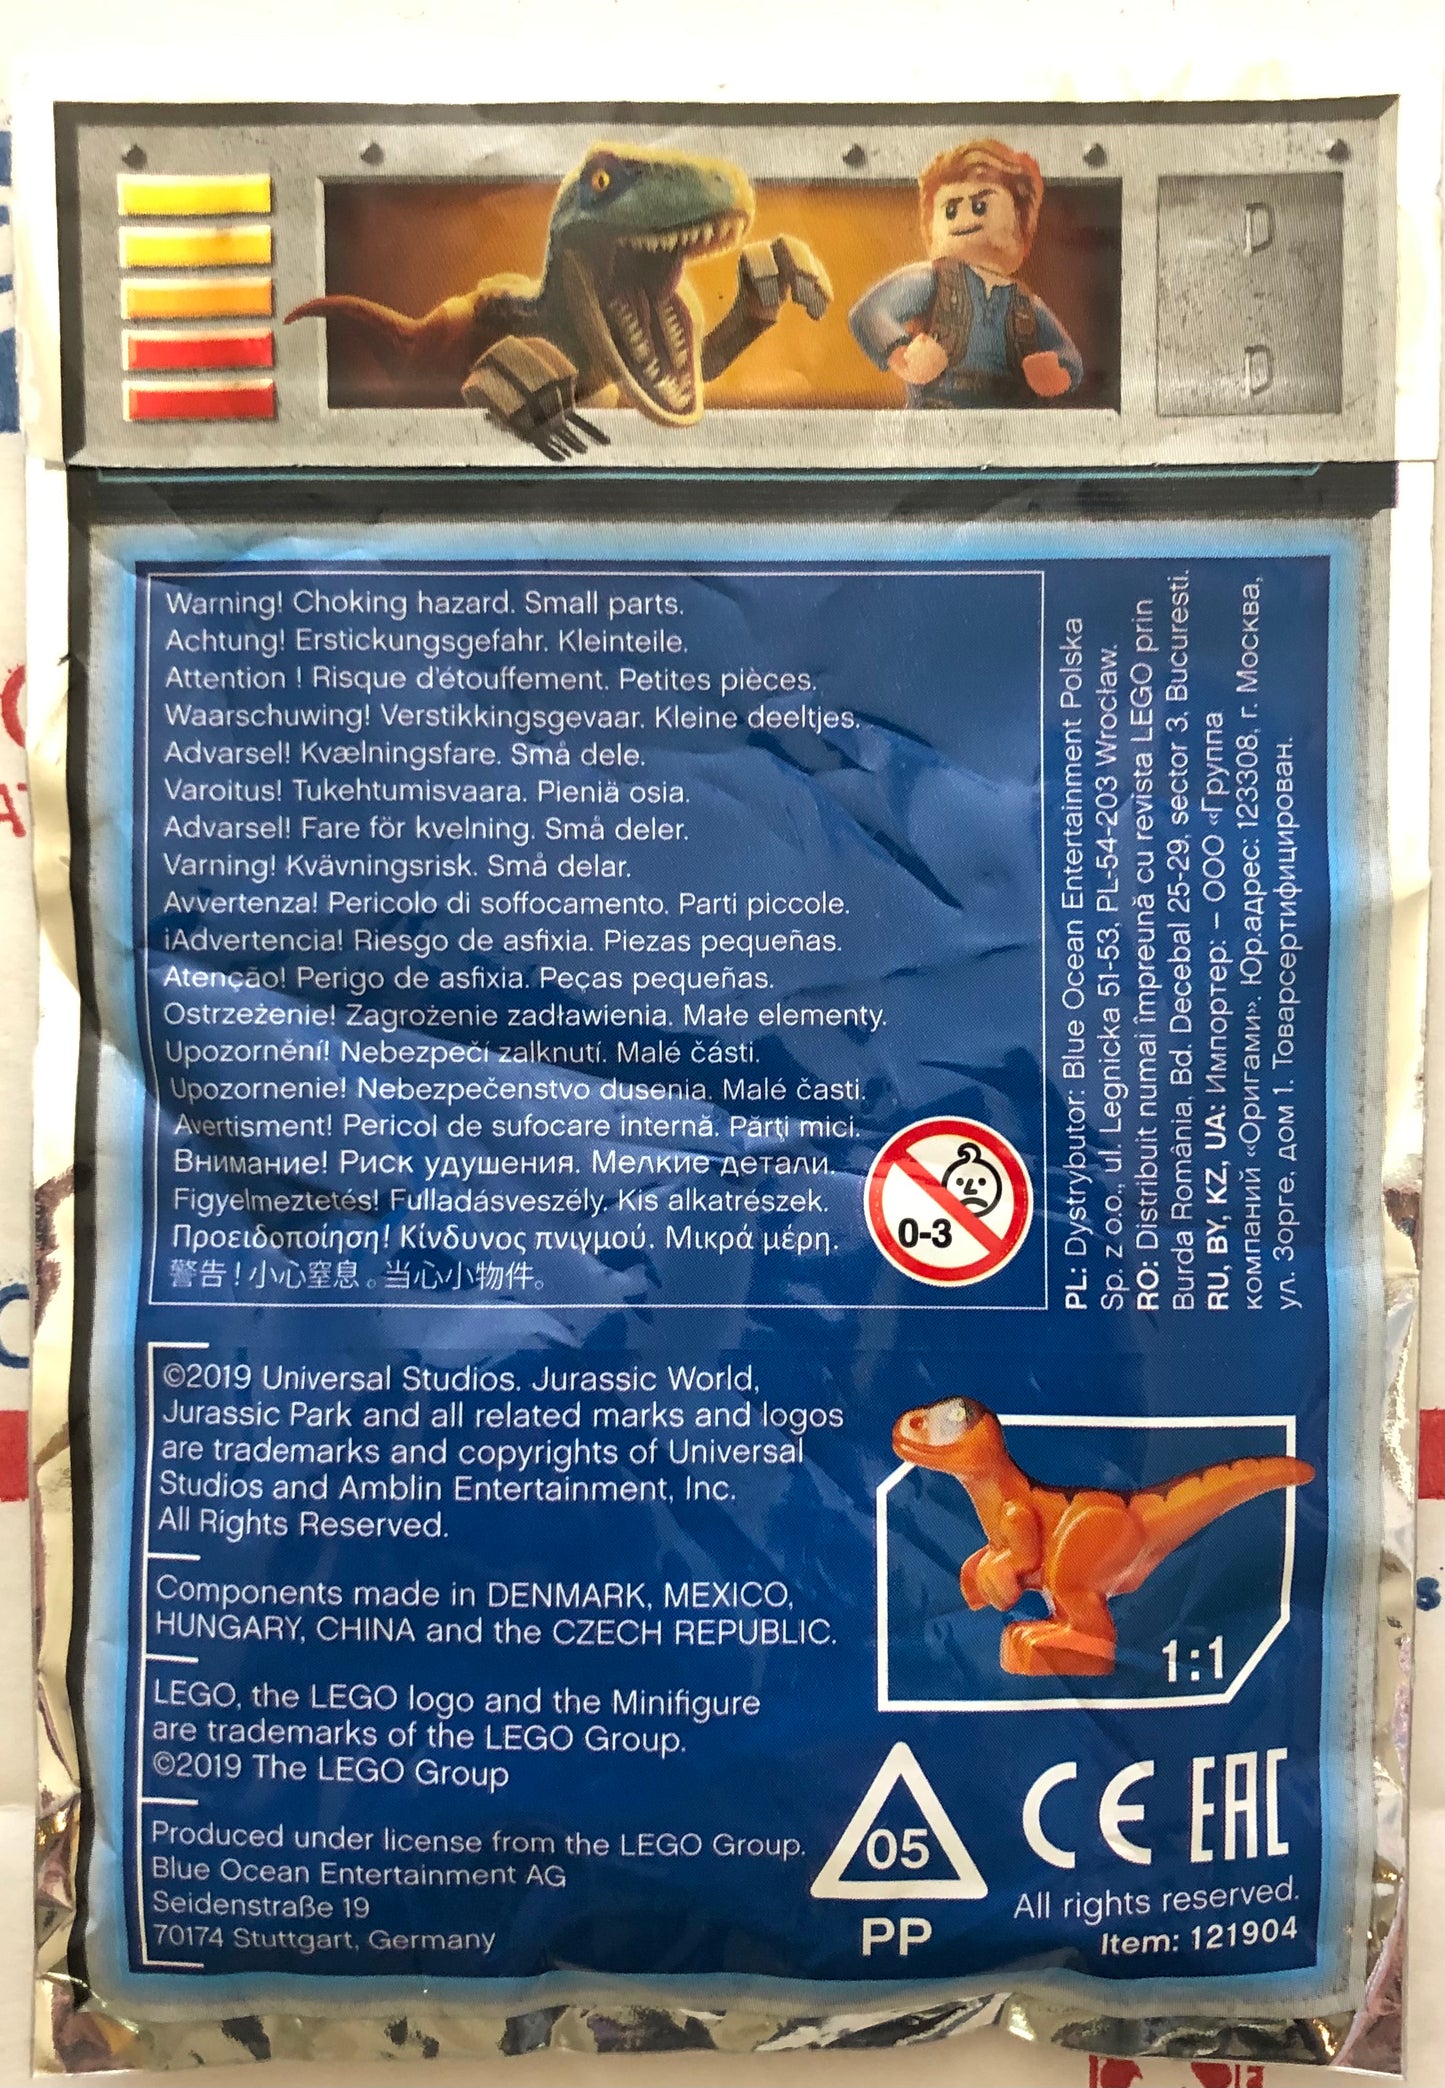 Warning! Choking hazard. Small parts.
Achtung! Erstickungsgefahr. Kleinteile.
Attention ! Risque d'étouffement. Petites pièces.
Waarschuwing! Verstikkingsgevaar. Kleine deeltjes.
Advarsel! Kvælningsfare. Små dele.
Varoitus! Tukehtumisvaara. Pieniä osia.
Advarsel! Fare för kvelning. Små deler.
Varning! Kvävningsrisk. Små delar.
Avvertenza! Pericolo di soffocamento. Parti piccole.
¡Advertencia! Riesgo de asfixia. Piezas pequeñas.
Atenção! Perigo de asfixia. Peças pequeñas.
Ostrzeżenie! Zagrożenie zadławienia. Małe elementy.
Upozornění! Nebezpečí zalknutí. Malé části.
Upozornenie! Nebezpečenstvo dusenia. Malé časti.
Avertisment! Pericol de sufocare internă. Părți mici.
Внимание! Риск удушения. Мелкие детали.
Figyelmeztetés! Fulladásveszély. Kis alkatrészek.
Προειδοποίηση! Κίνδυνος πνιγμού. Μικρά μέρη.
警告！小心窒息。当心小物件。
0-3
PL: Dystrybutor: Blue Ocean Entertainment Polska
Sp. z o.o., ul. Legnicka 51-53, PL-54-203 Wrocław.
RO: Distribuit numai împreună cu revista LEGO prin
Burda România, Bd. Decebal 25-29, sector 3, Bucuresti.
RU, BY, KZ, UA: Импортер: – ООО «Группа
компаний «Оригами». Юр.адрес: 123308, г. Москва,
ул. Зорге, дом 1. Товар сертифицирован.
©2019 Universal Studios. Jurassic World,
Jurassic Park and all related marks and logos
are trademarks and copyrights of Universal
Studios and Amblin Entertainment, Inc.
All Rights Reserved.
Components made in DENMARK, MEXICO,
HUNGARY, CHINA and the CZECH REPUBLIC.
LEGO, the LEGO logo and the Minifigure
are trademarks of the LEGO Group.
©2019 The LEGO Group
Produced under license from the LEGO Group.
Blue Ocean Entertainment AG
Seidenstraße 19
70174 Stuttgart, Germany
1:1
05
PP
CE EAC
All rights reserved.
Item: 121904